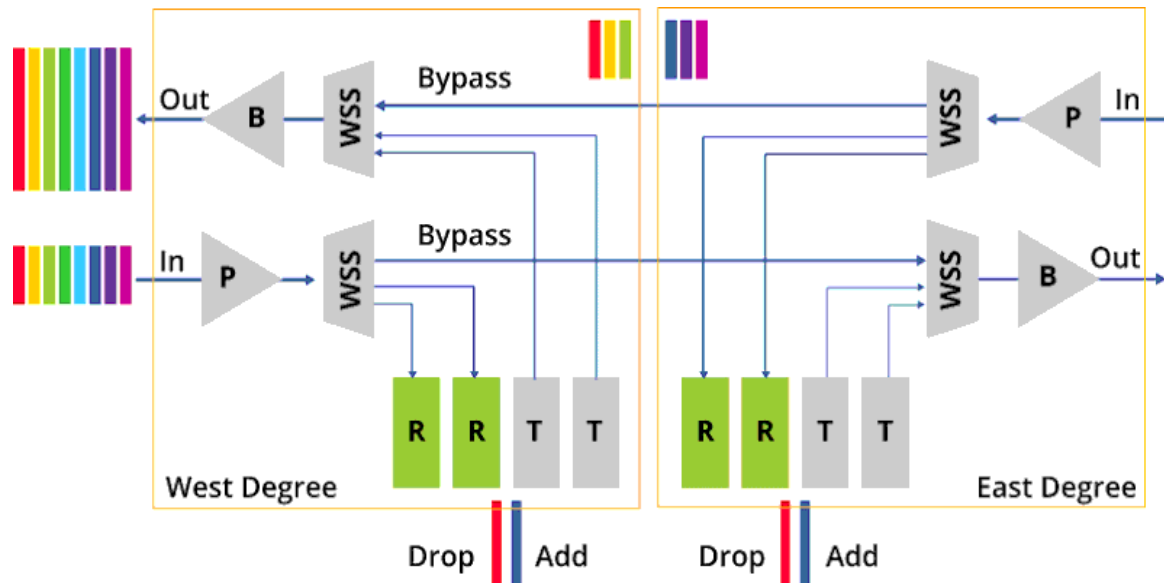 Out
B
WSS
Bypass
WSS
P
In
In
P
WSS
Bypass
WSS
B
Out
R
R
T
T
R
R
T
T
West Degree
East Degree
Drop
Add
Drop
Add